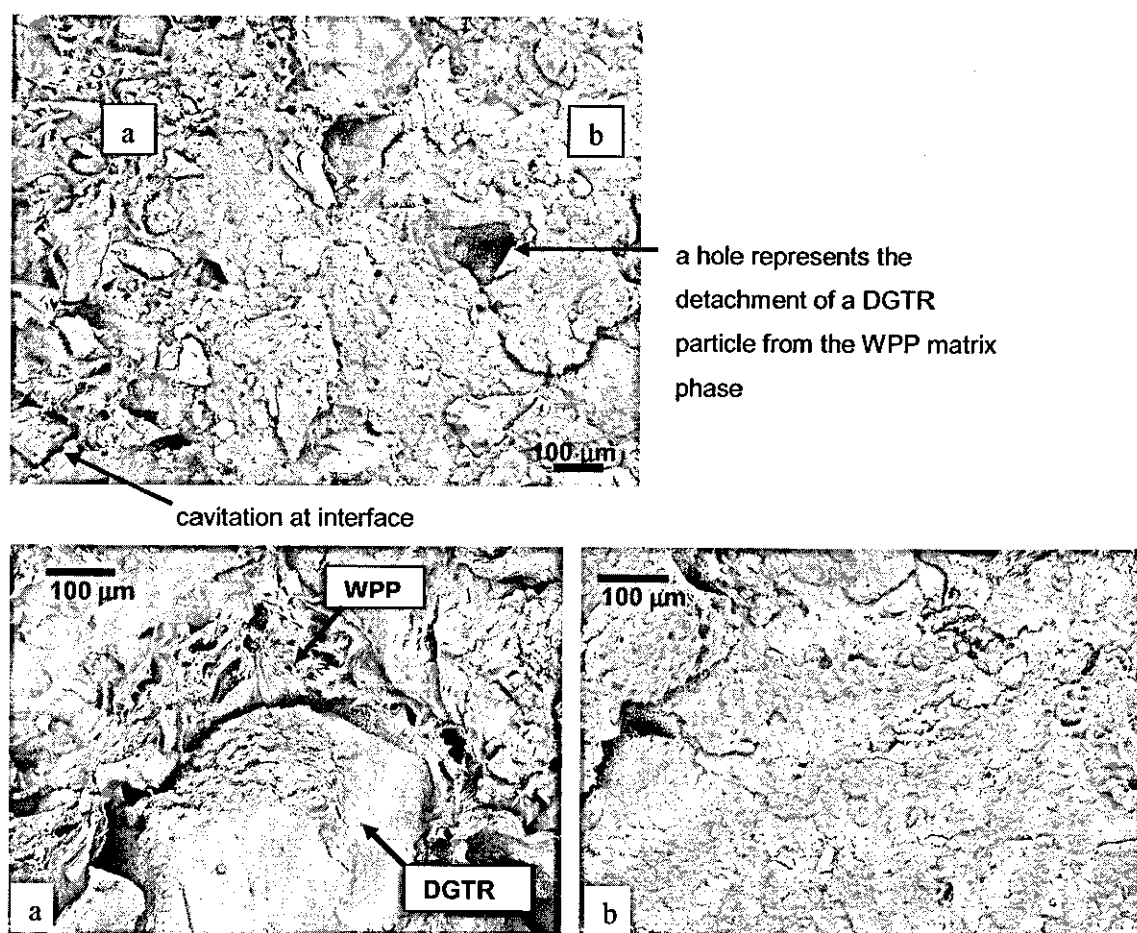 a
b
a hole represents the
detachment of a DGTR
particle from the WPP matrix
phase
100 µm
cavitation at interface
100 µm
WPP
100 µm
DGTR
a
b